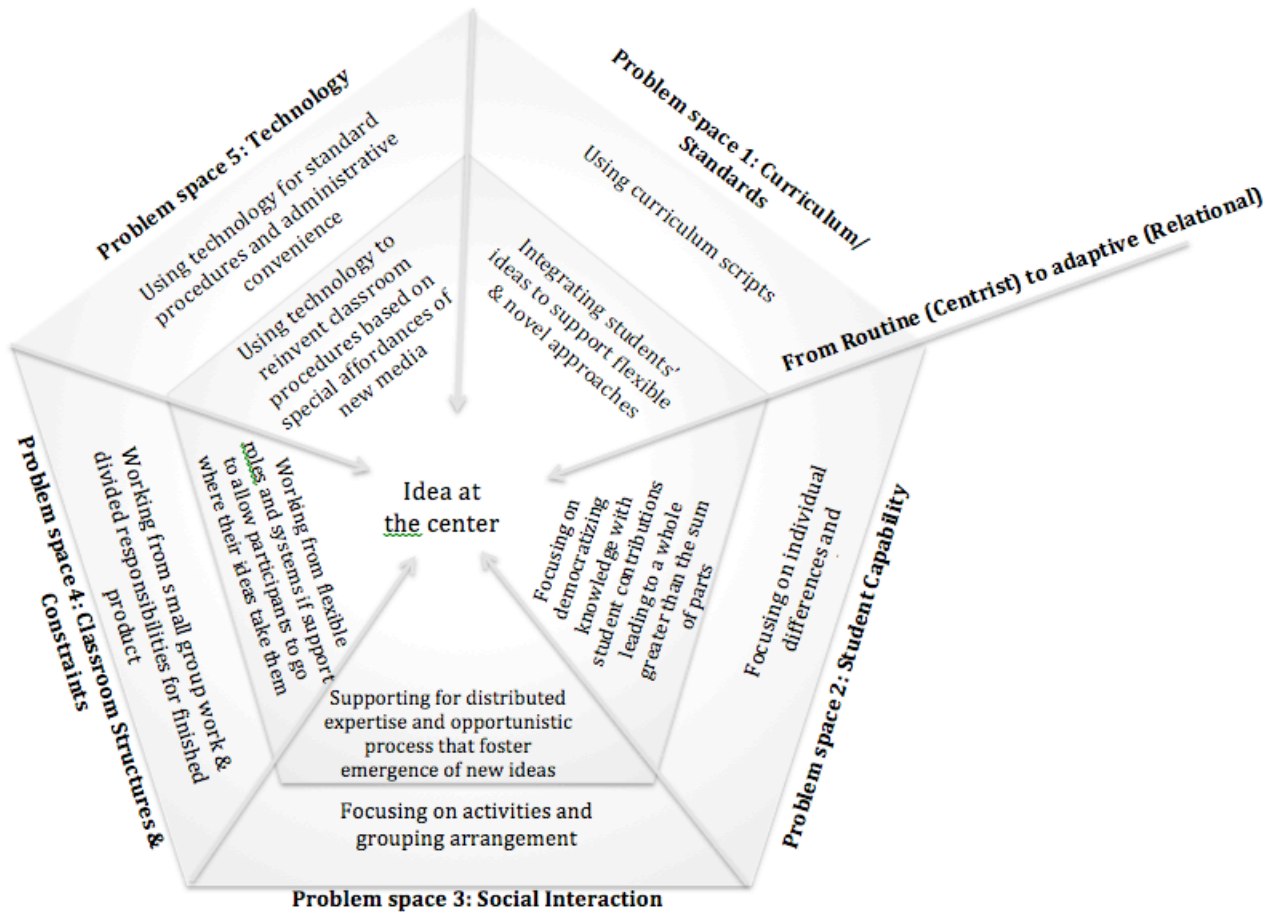 Problem space 5: Technology
Using technology for standard
procedures and administrative
convenience
Using technology to
reinvent classroom
procedures based on
special affordances of
new media
Problem space 1: Curriculum/
Standards
Using curriculum scripts
Integrating students’
ideas to support flexible
& novel approaches
From Routine (Centrist) to adaptive (Relational)
Idea at
the center
Problem space 4: Classroom Structures &
Constraints
Working from small group work &
divided responsibilities for finished
product
Working from flexible
roles and systems if support
to allow participants to go
where their ideas take them
Focusing on
democratizing
knowledge with
student contributions
leading to a whole
greater than the sum
of parts
Focusing on individual
differences and
Problem space 2: Student Capability
Supporting for distributed
expertise and opportunistic
process that foster
emergence of new ideas
Focusing on activities and
grouping arrangement
Problem space 3: Social Interaction